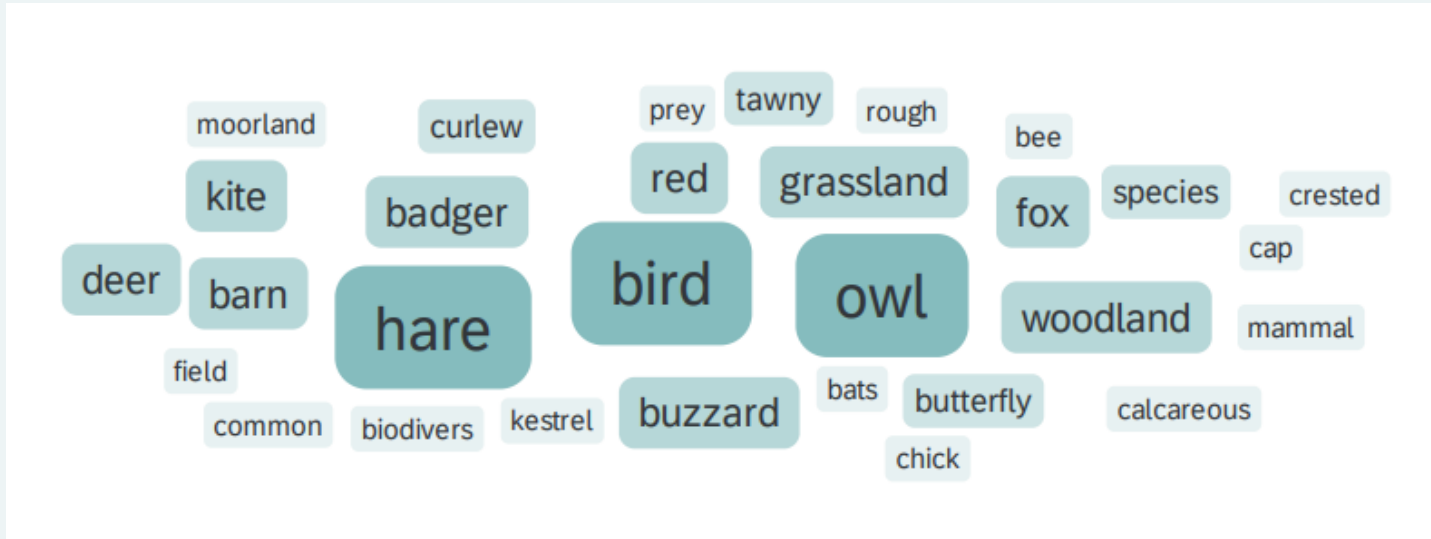 tawny
prey
rough
moorland
curlew
bee
red
grassland
species
crested
kite
badger
fox
cap
deer
barn
bird
owl
hare
woodland
mammal
field
bats
butterfly
calcareous
common
biodivers
kestrel
buzzard
chick